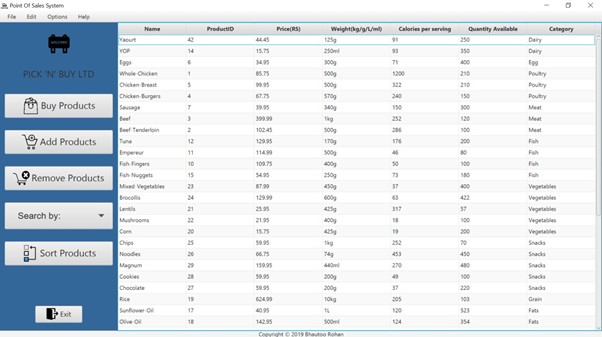 Point Of Sales System
File Edit Options Help
PICK 'N' BUY LTD
Buy Products
Add Products
Remove Products
Search by:
Sort Products
Exit
Name ProductID Price(RS) Weight(kg/g/L/ml) Calories per serving Quantity Available Category
Yaourt 42 44.45 125g 91 250 Dairy
YOP 14 15.75 250ml 93 350 Dairy
Eggs 6 34.95 300g 71 400 Egg
Whole-Chicken 1 85.75 500g 1200 210 Poultry
Chicken-Breast 5 99.95 500g 322 210 Poultry
Chicken-Burgers 4 67.75 570g 240 150 Poultry
Sausage 7 39.95 340g 150 300 Meat
Beef 3 399.99 1kg 252 120 Meat
Beef-Tenderloin 2 102.45 500g 286 100 Meat
Tuna 12 129.95 170g 176 200 Fish
Empereur 11 114.99 500g 46 80 Fish
Fish-Fingers 10 109.75 400g 50 100 Fish
Fish-Nuggets 15 54.95 250g 73 180 Fish
Mixed-Vegetables 23 87.99 450g 37 400 Vegetables
Brocollis 24 129.99 600g 63 422 Vegetables
Lentils 21 25.95 425g 317 57 Vegetables
Mushrooms 22 21.95 400g 18 100 Vegetables
Corn 20 15.75 425g 19 200 Vegetables
Chips 25 59.95 1kg 252 70 Snacks
Noodles 26 66.75 74g 453 450 Snacks
Magnum 29 159.95 440ml 270 480 Snacks
Cookies 28 59.95 200g 49 100 Snacks
Chocolate 27 59.95 200g 37 220 Snacks
Rice 19 624.99 10kg 205 103 Grain
Sunflower-Oil 17 40.95 1L 120 523 Fats
Olive-Oil 18 142.95 500ml 124 354 Fats
Copyright © 2019 Bhautoo Rohan